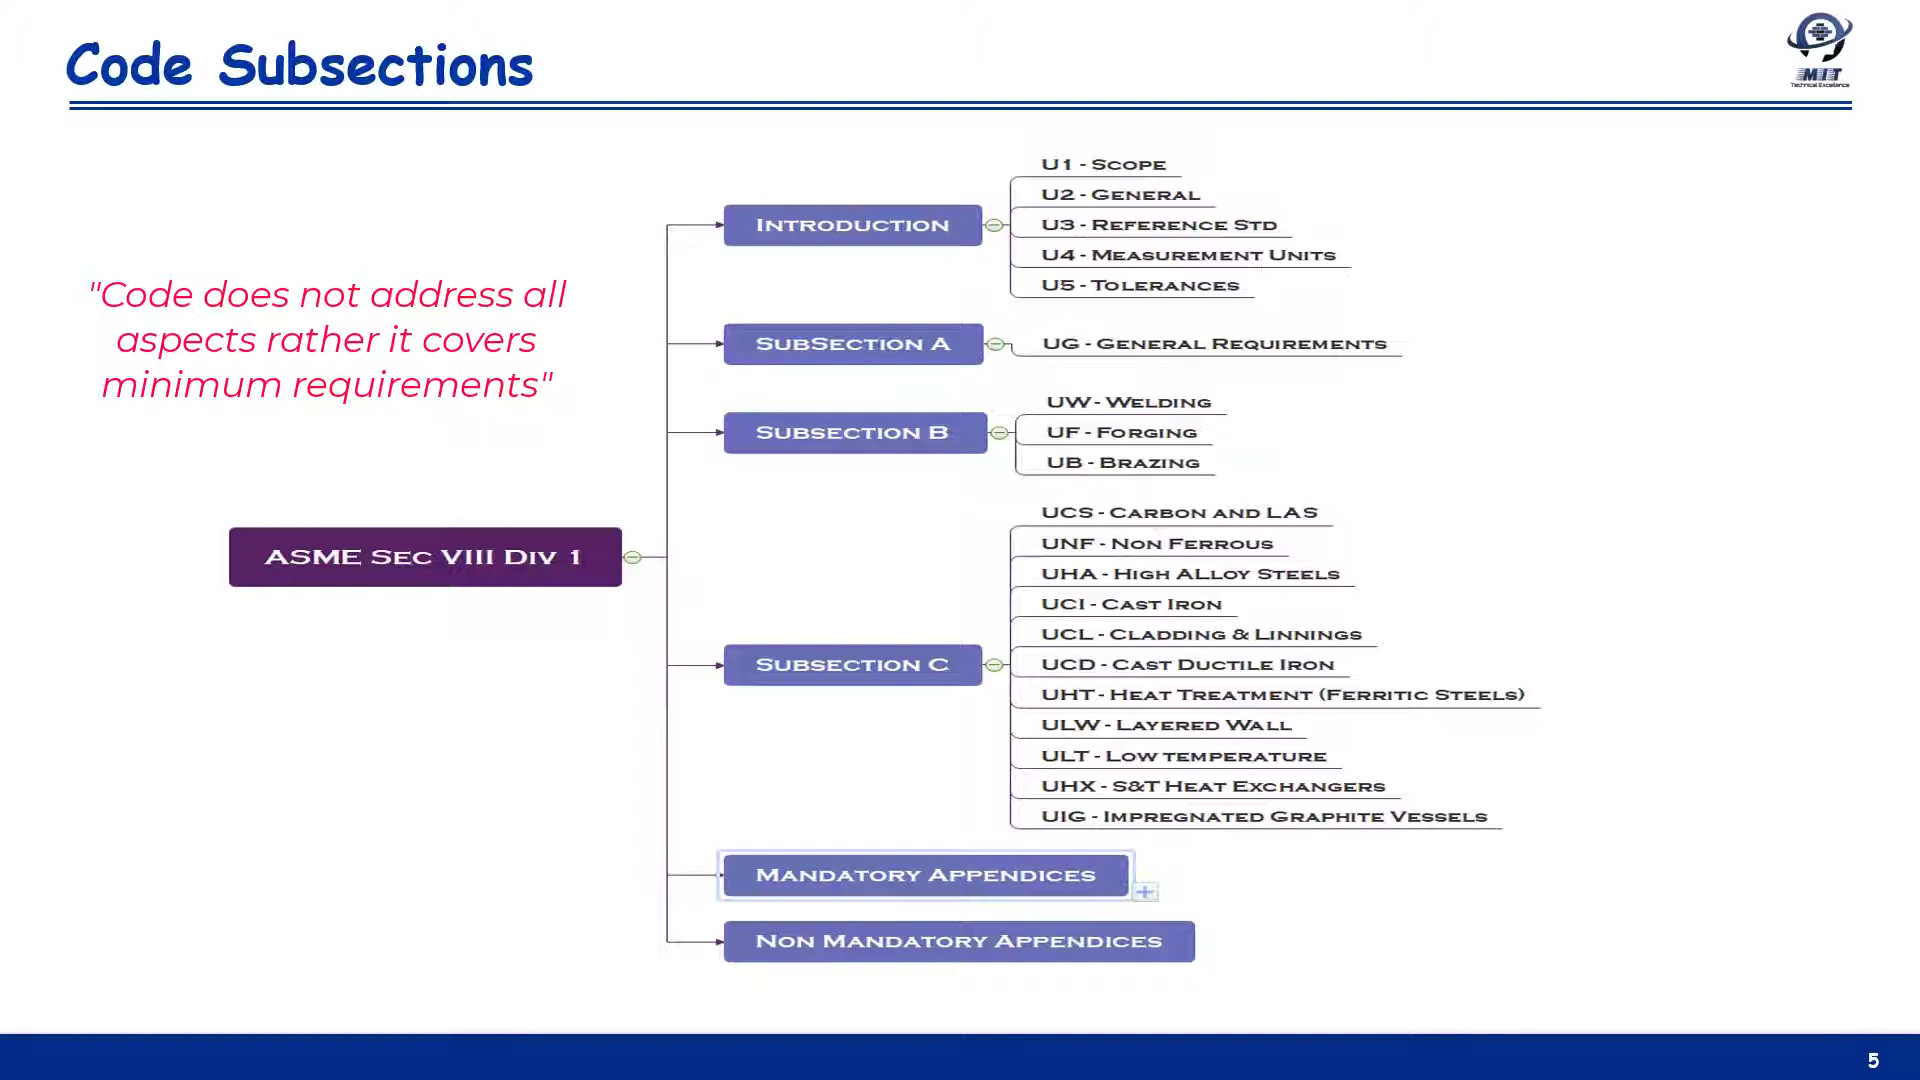 Code Subsections
MIT
Technical Excellence
"Code does not address all
aspects rather it covers
minimum requirements"
ASME Sec VIII Div 1
Introduction
U1 - Scope
U2 - General
U3 - Reference Std
U4 - Measurement Units
U5 - Tolerances
SubSection A
UG - General Requirements
Subsection B
UW - Welding
UF - Forging
UB - Brazing
Subsection C
UCS - Carbon and LAS
UNF - Non Ferrous
UHA - High ALloy Steels
UCI - Cast Iron
UCL - Cladding & Linnings
UCD - Cast Ductile Iron
UHT - Heat Treatment (Ferritic Steels)
ULW - Layered Wall
ULT - Low temperature
UHX - S&T Heat Exchangers
UIG - Impregnated Graphite Vessels
Mandatory Appendices
Non Mandatory Appendices
5